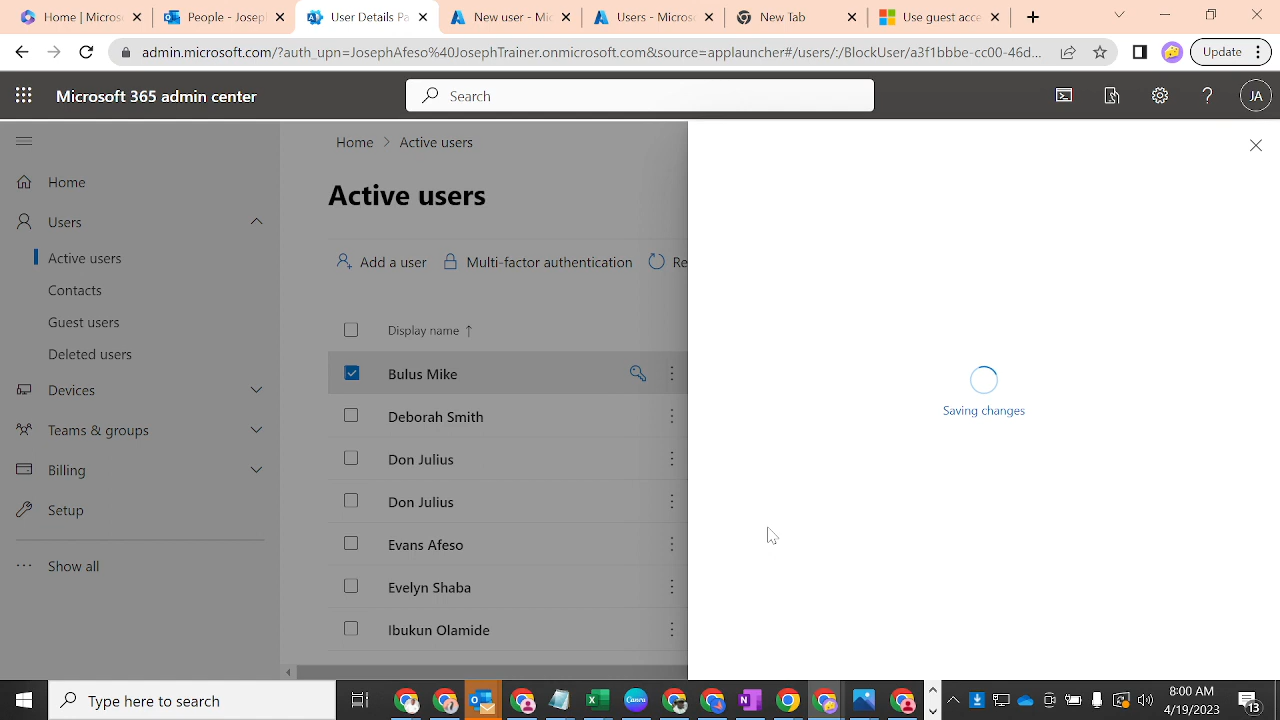 Home | Micros
People - Joseph
User Details Pa
New - user - Mic
Users - Micros
New Tab
Use guest acce
admin.microsoft.com/?auth_upn=JosephAfeso%40JosephTrainer.onmicrosoft.com&source=applauncher#/users/:/BlockUser/a3f1bbbe-cc00-46d...
Update
Microsoft 365 admin center
Search
JA
Home
Users
Active users
Contacts
Guest users
Deleted users
Devices
Teams & groups
Billing
Setup
Show all
Home > Active users
Active users
Add a user
Multi-factor authentication
Re
Display name ↑
Bulus Mike
Deborah Smith
Don Julius
Don Julius
Evans Afeso
Evelyn Shaba
Ibukun Olamide
Saving changes
Type here to search
8:00 AM
4/19/2023
3